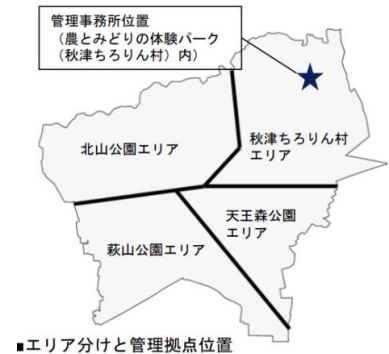 管理事務所位置
（農とみどりの体験パーク
（秋津ちろりん村）内）
北山公園エリア
秋津ちろりん村
エリア
天王森公園
エリア
萩山公園エリア
■エリア分けと管理拠点位置